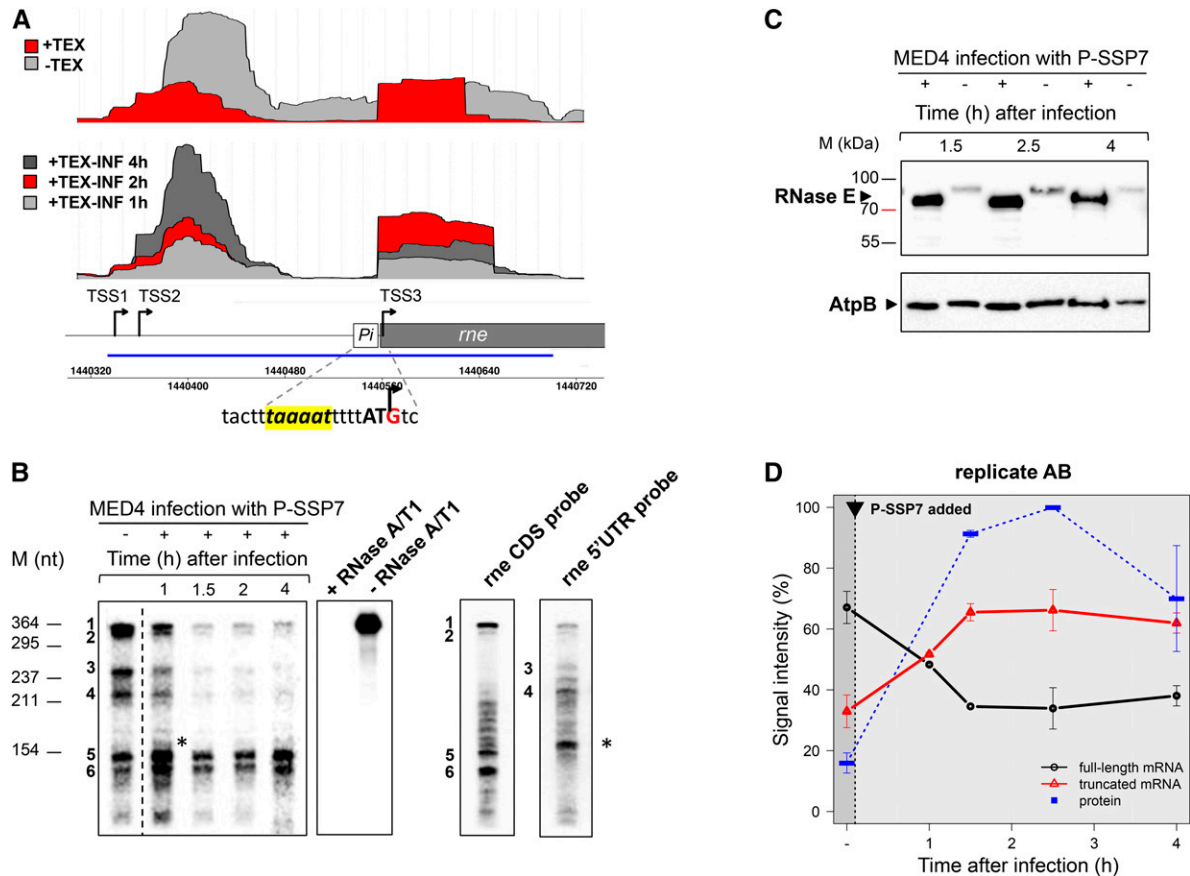 A
+TEX
-TEX
+TEX-INF 4h
+TEX-INF 2h
+TEX-INF 1h
TSS1 TSS2 TSS3
Pi rne
1440320 1440400 1440480 1440560 1440640 1440720
tactttaaaatttttATGtc
B
MED4 infection with P-SSP7
- + + + +
Time (h) after infection
M (nt) 1 1.5 2 4
+ RNase A/T1
- RNase A/T1
rne CDS probe
rne 5'UTR probe
364
295
237
211
154
1
2
3
4
5
6
*
1
2
3
4
5
6
*
C
MED4 infection with P-SSP7
+ - + - + -
Time (h) after infection
M (kDa) 1.5 2.5 4
100
RNase E
70
55
AtpB
D
replicate AB
P-SSP7 added
Signal intensity (%)
100
80
60
40
20
0
full-length mRNA
truncated mRNA
protein
- 1 2 3 4
Time after infection (h)